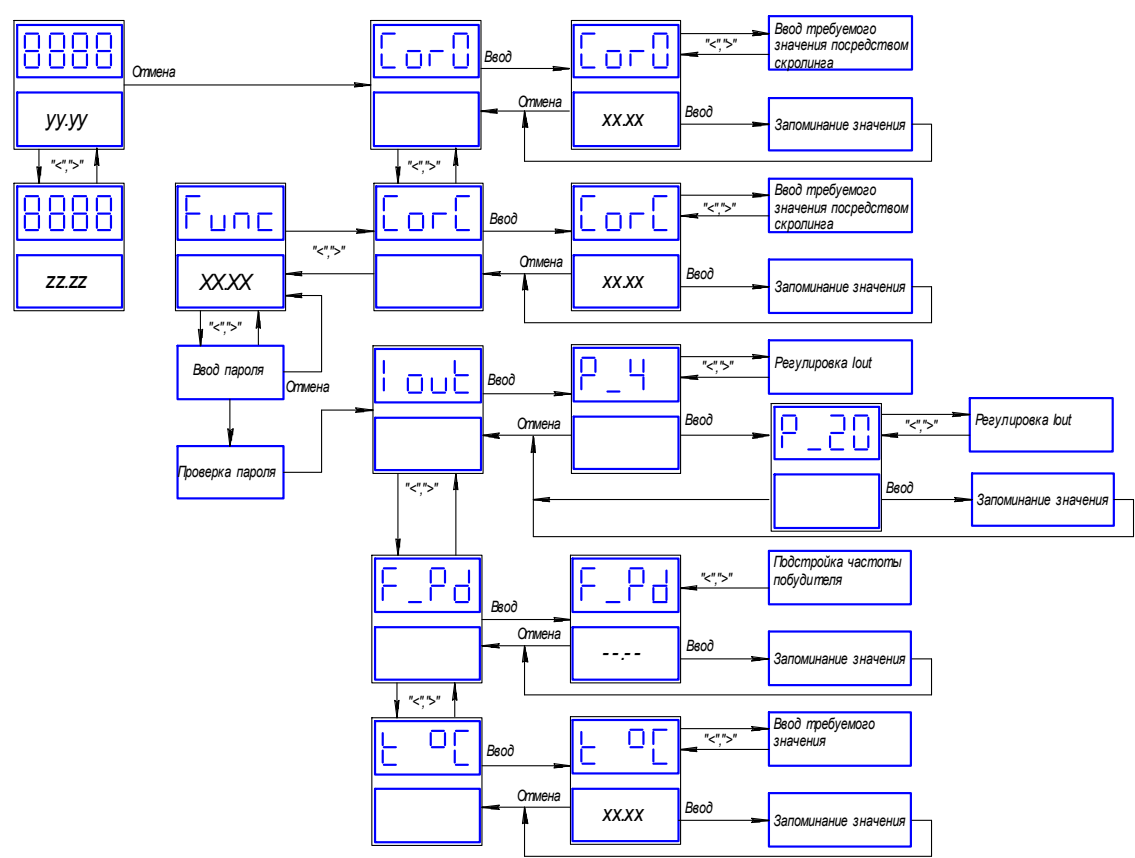 8888
yy.yy
Отмена
"<",">"
8888
zz.zz
Cor0
Ввод
Cor0
xx.xx
Отмена
"<",">"
Ввод требуемого
значения посредством
скролинга
Ввод
Запоминание значения
"<",">"
Func
XX.XX
"<",">"
CorC
Ввод
CorC
xx.xx
Отмена
"<",">"
Ввод требуемого
значения посредством
скролинга
Ввод
Запоминание значения
"<",">"
Ввод пароля
Отмена
Проверка пароля
Iout
Ввод
P_4
Отмена
"<",">"
Регулировка Iout
Ввод
P_20
"<",">"
Регулировка Iout
Ввод
Запоминание значения
"<",">"
F_Pd
Ввод
F_Pd
--.--
Отмена
"<",">"
Подстройка частоты
побудителя
Ввод
Запоминание значения
"<",">"
t °C
Ввод
t °C
xx.xx
Отмена
"<",">"
Ввод требуемого
значения
Ввод
Запоминание значения